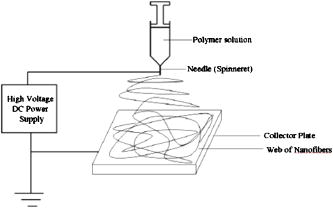 Polymer solution
Needle (Spinneret)
High Voltage
DC Power
Supply
Collector Plate
Web of Nanofibers